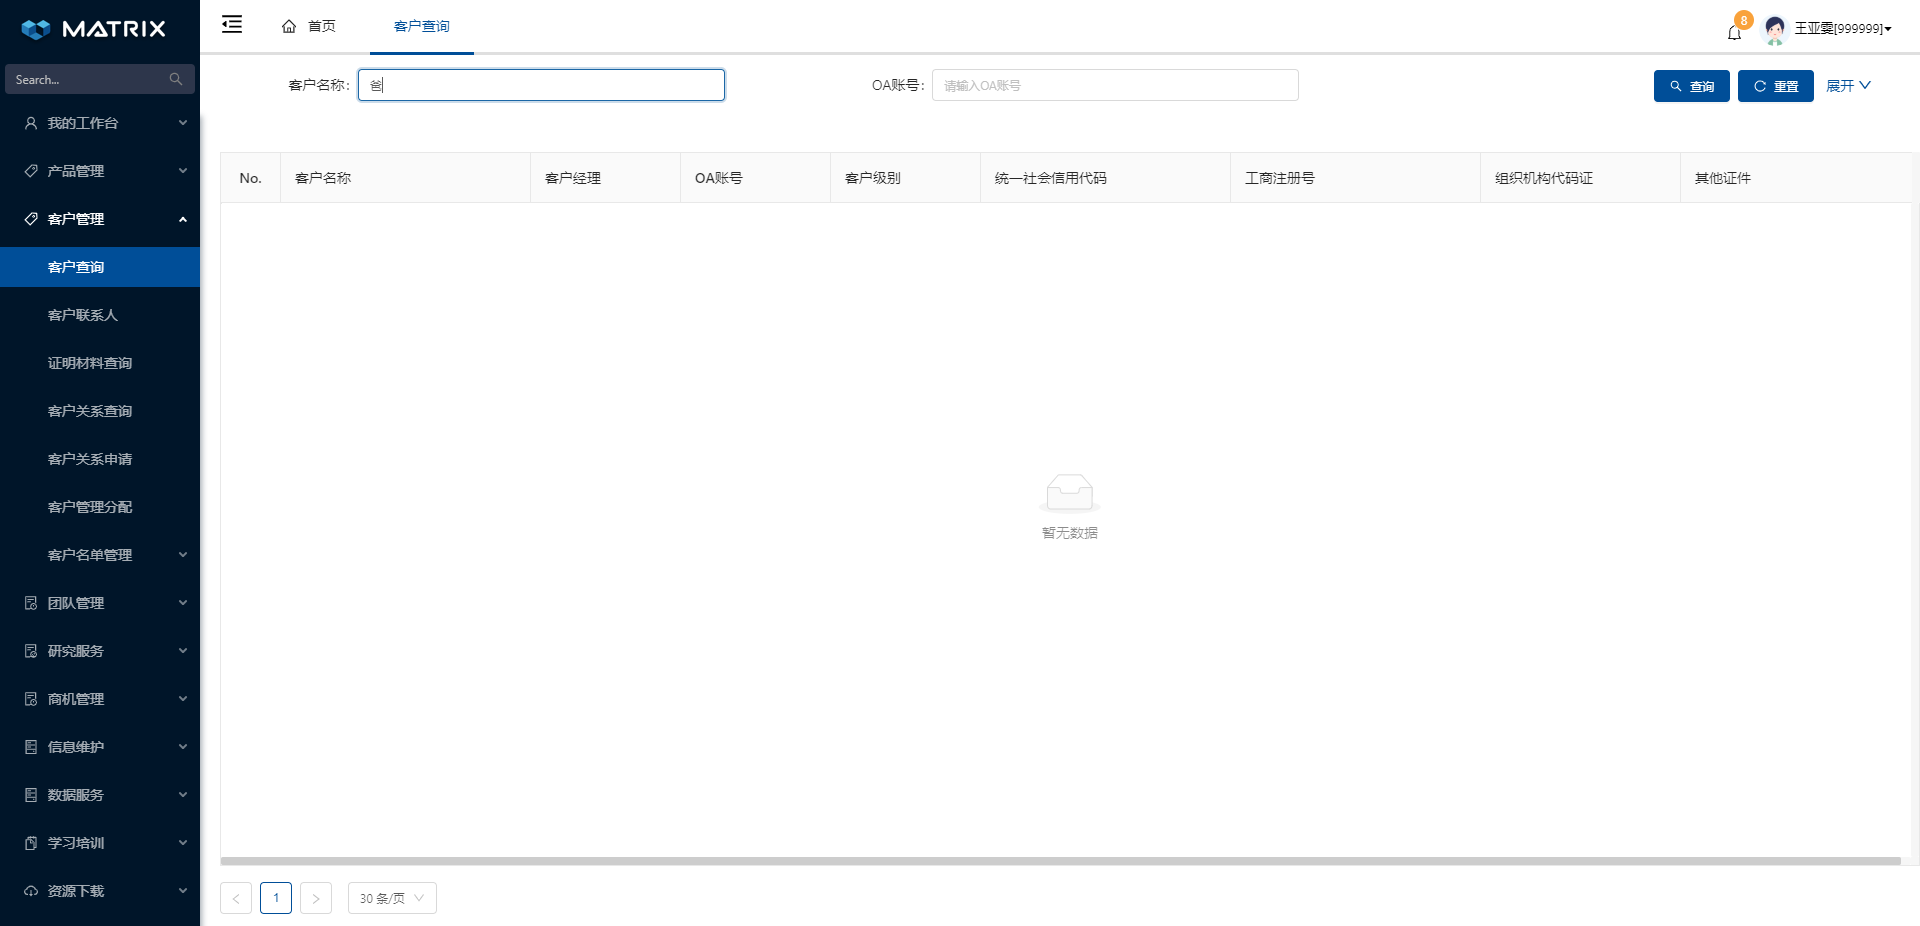 MATRIX
首页
客户查询
8
王亚雯[999999]
Search...
客户名称：
爸
OA账号：
请输入OA账号
查询
重置
展开
我的工作台
产品管理
客户管理
客户查询
客户联系人
证明材料查询
客户关系查询
客户关系申请
客户管理分配
客户名单管理
团队管理
研究服务
商机管理
信息维护
数据服务
学习培训
资源下载
No.
客户名称
客户经理
OA账号
客户级别
统一社会信用代码
工商注册号
组织机构代码证
其他证件
暂无数据
1
30 条/页